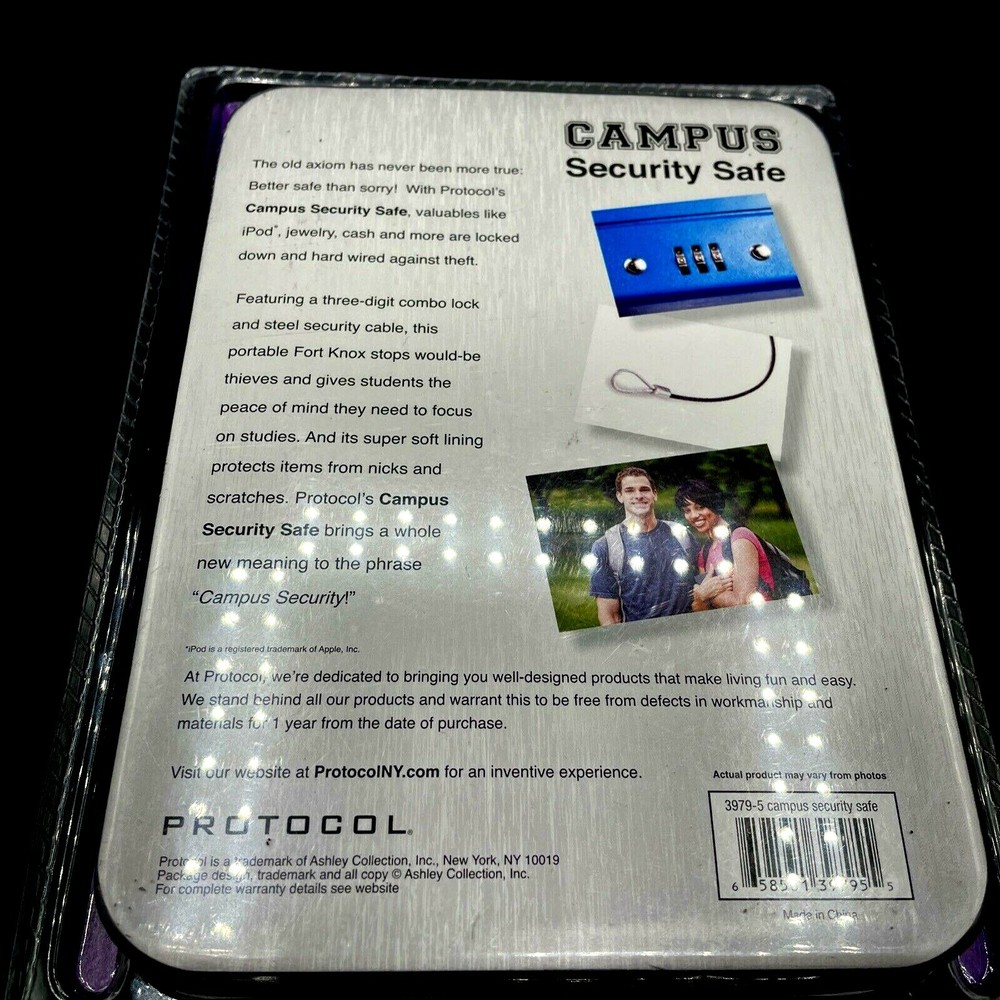 CAMPUS
Security Safe
The old axiom has never been more true:
Better safe than sorry! With Protocol's
Campus Security Safe, valuables like
iPod*, jewelry, cash and more are locked
down and hard wired against theft.
Featuring a three-digit combo lock
and steel security cable, this
portable Fort Knox stops would-be
thieves and gives students the
peace of mind they need to focus
on studies. And its super soft lining
protects items from nicks and
scratches. Protocol's Campus
Security Safe brings a whole
new meaning to the phrase
"Campus Security!"
*iPod is a registered trademark of Apple, Inc.
At Protocol, we're dedicated to bringing you well-designed products that make living fun and easy.
We stand behind all our products and warrant this to be free from defects in workmanship and
materials for 1 year from the date of purchase.
Visit our website at ProtocolNY.com for an inventive experience.
Actual product may vary from photos
3979-5 campus security safe
PROTOCOL
Protocol is a trademark of Ashley Collection, Inc., New York, NY 10019
Package design, trademark and all copy © Ashley Collection, Inc.
For complete warranty details see website
Made in China